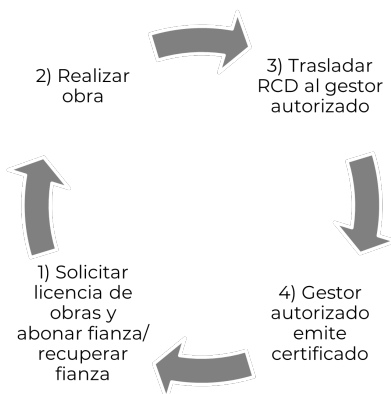 2) Realizar
obra
3) Trasladar
RCD al gestor
autorizado
1) Solicitar
licencia de
obras y
abonar fianza/
recuperar
fianza
4) Gestor
autorizado
emite
certificado